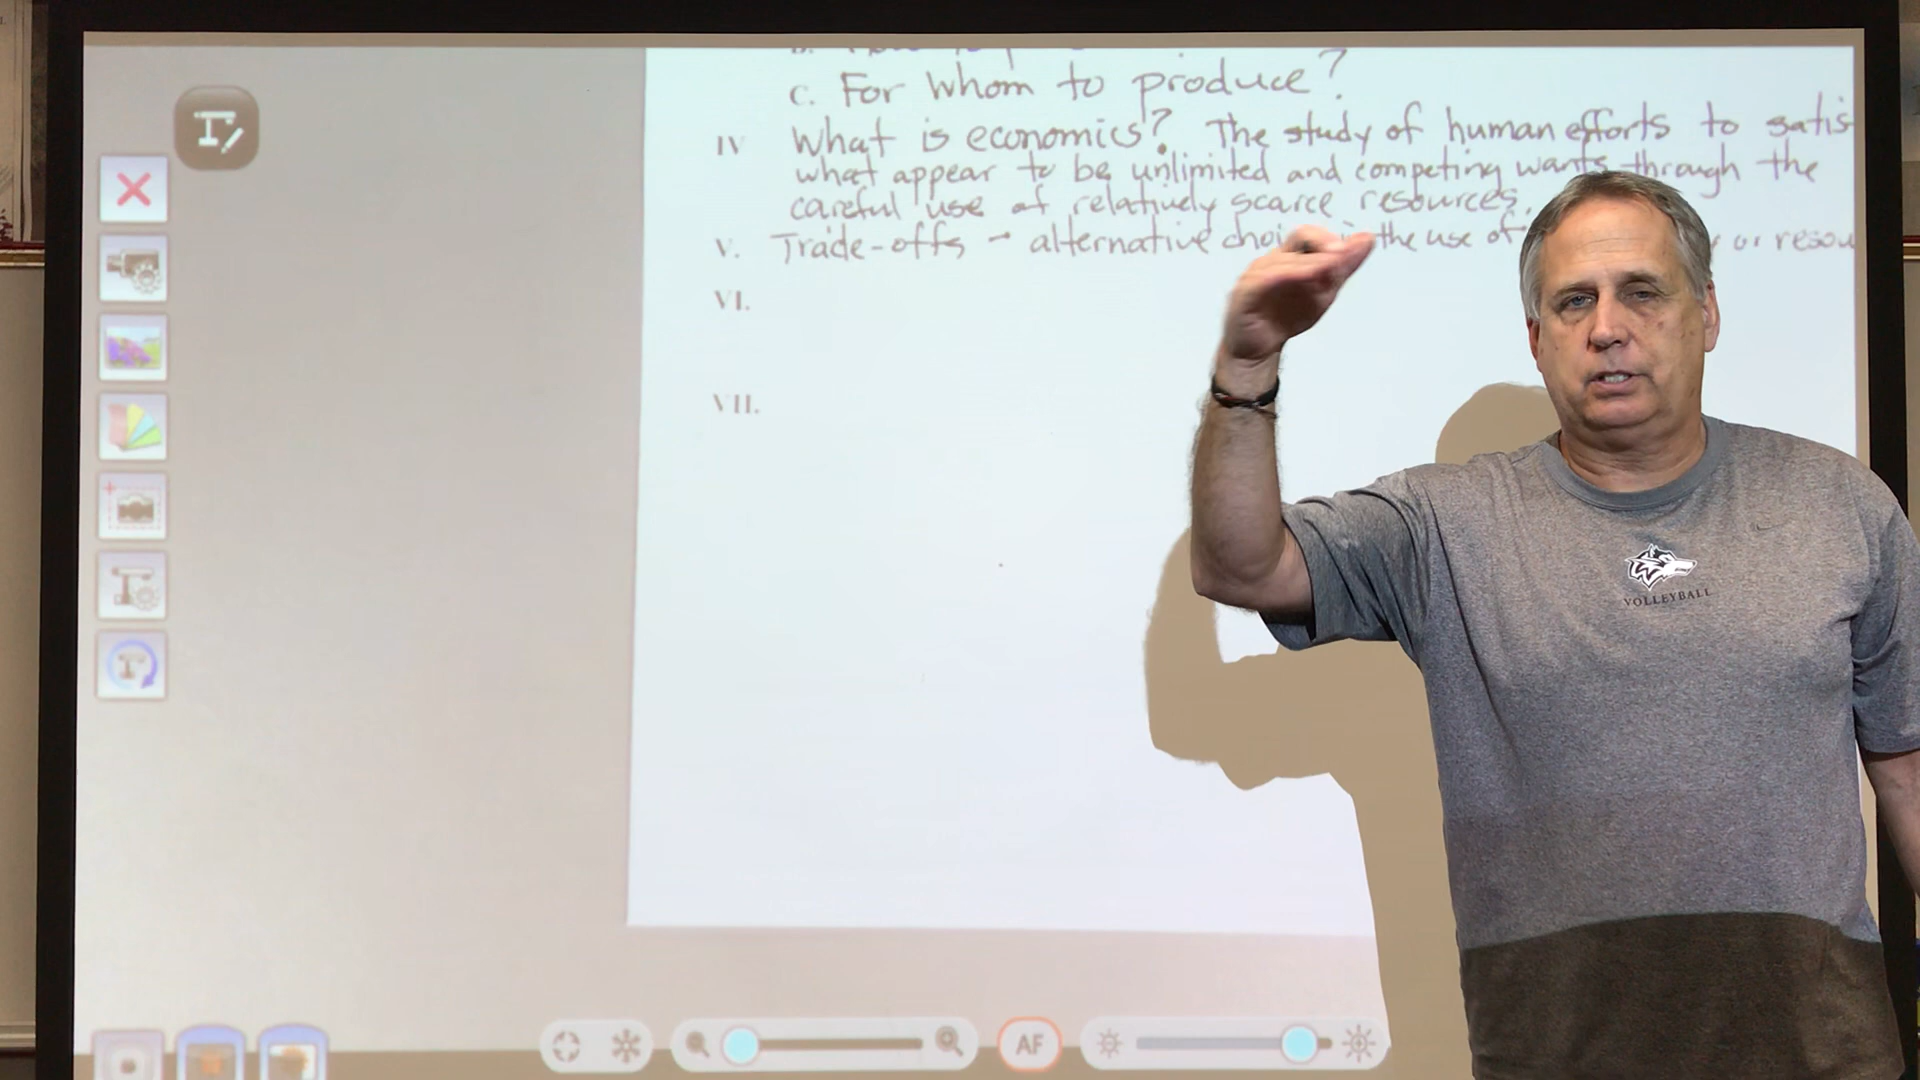 C. For Whom to produce?
IV What is economics? The study of human efforts to satis
what appear to be unlimited and competing wants through the
careful use of relatively scarce resources.
V. Trade-offs - alternative the use of or resou
VI.
VII.
VOLLEYBALL
AF